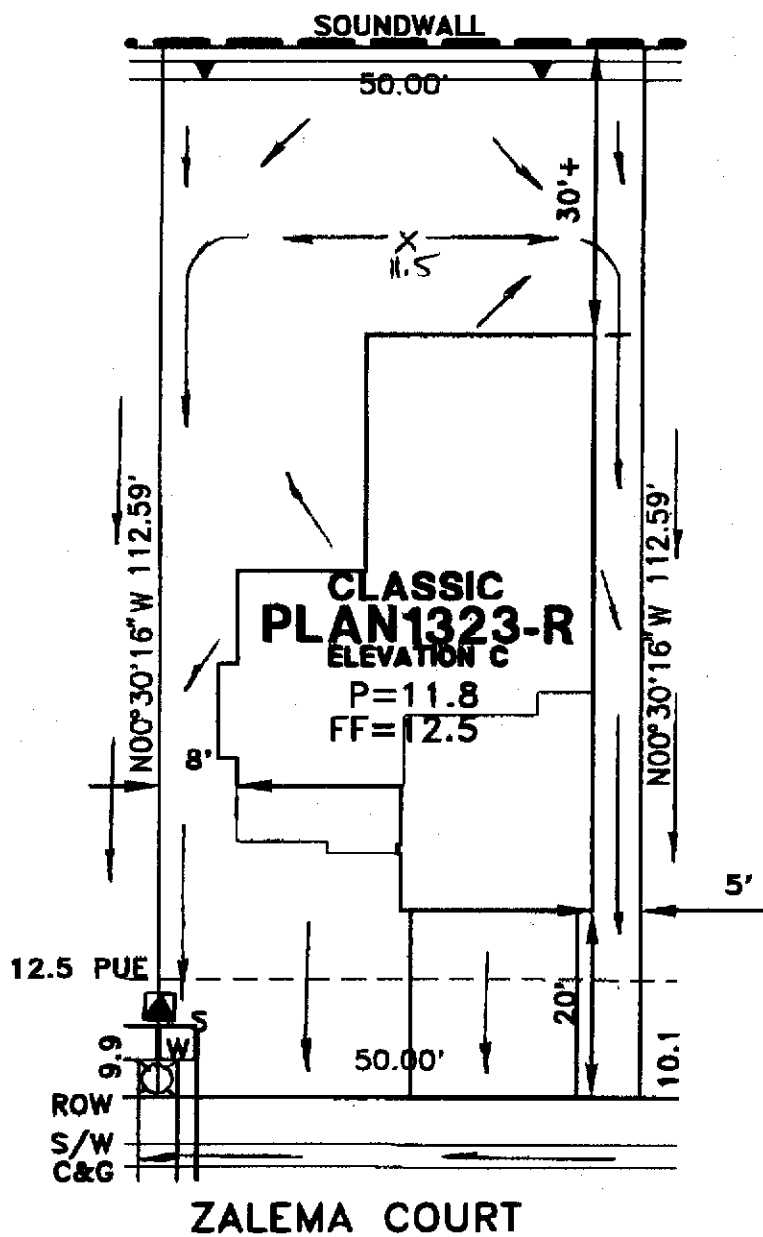 SOUNDWALL
50.00'
30'+
X
11.5
N00°30'16"W 112.59'
N00°30'16"W 112.59'
CLASSIC
PLAN1323-R
ELEVATION C
P=11.8
FF=12.5
8'
5'
12.5 PUE
20'
S
W
9.9
50.00'
10.1
ROW
S/W
C&G
ZALEMA COURT